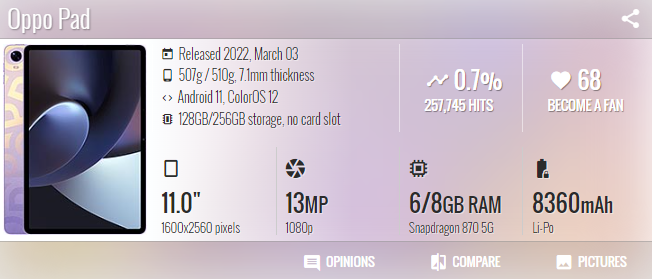 Oppo Pad
Released 2022, March 03
507g / 510g, 7.1mm thickness
Android 11, ColorOS 12
128GB/256GB storage, no card slot
0.7%
257,745 HITS
68
BECOME A FAN
11.0"
1600x2560 pixels
13MP
1080p
6/8GB RAM
Snapdragon 870 5G
8360mAh
Li-Po
OPINIONS
COMPARE
PICTURES